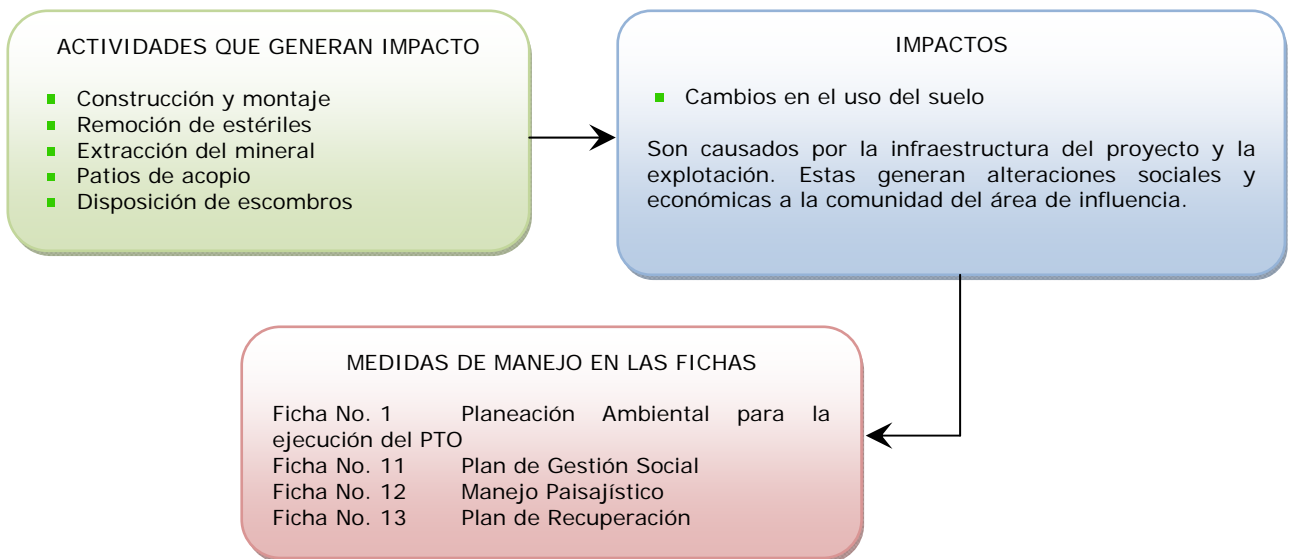 ACTIVIDADES QUE GENERAN IMPACTO
Construcción y montaje
Remoción de estériles
Extracción del mineral
Patios de acopio
Disposición de escombros
IMPACTOS
Cambios en el uso del suelo
Son causados por la infraestructura del proyecto y la
explotación. Estas generan alteraciones sociales y
económicas a la comunidad del área de influencia.
MEDIDAS DE MANEJO EN LAS FICHAS
Ficha No. 1 Planeación Ambiental para la
ejecución del PTO
Ficha No. 11 Plan de Gestión Social
Ficha No. 12 Manejo Paisajístico
Ficha No. 13 Plan de Recuperación